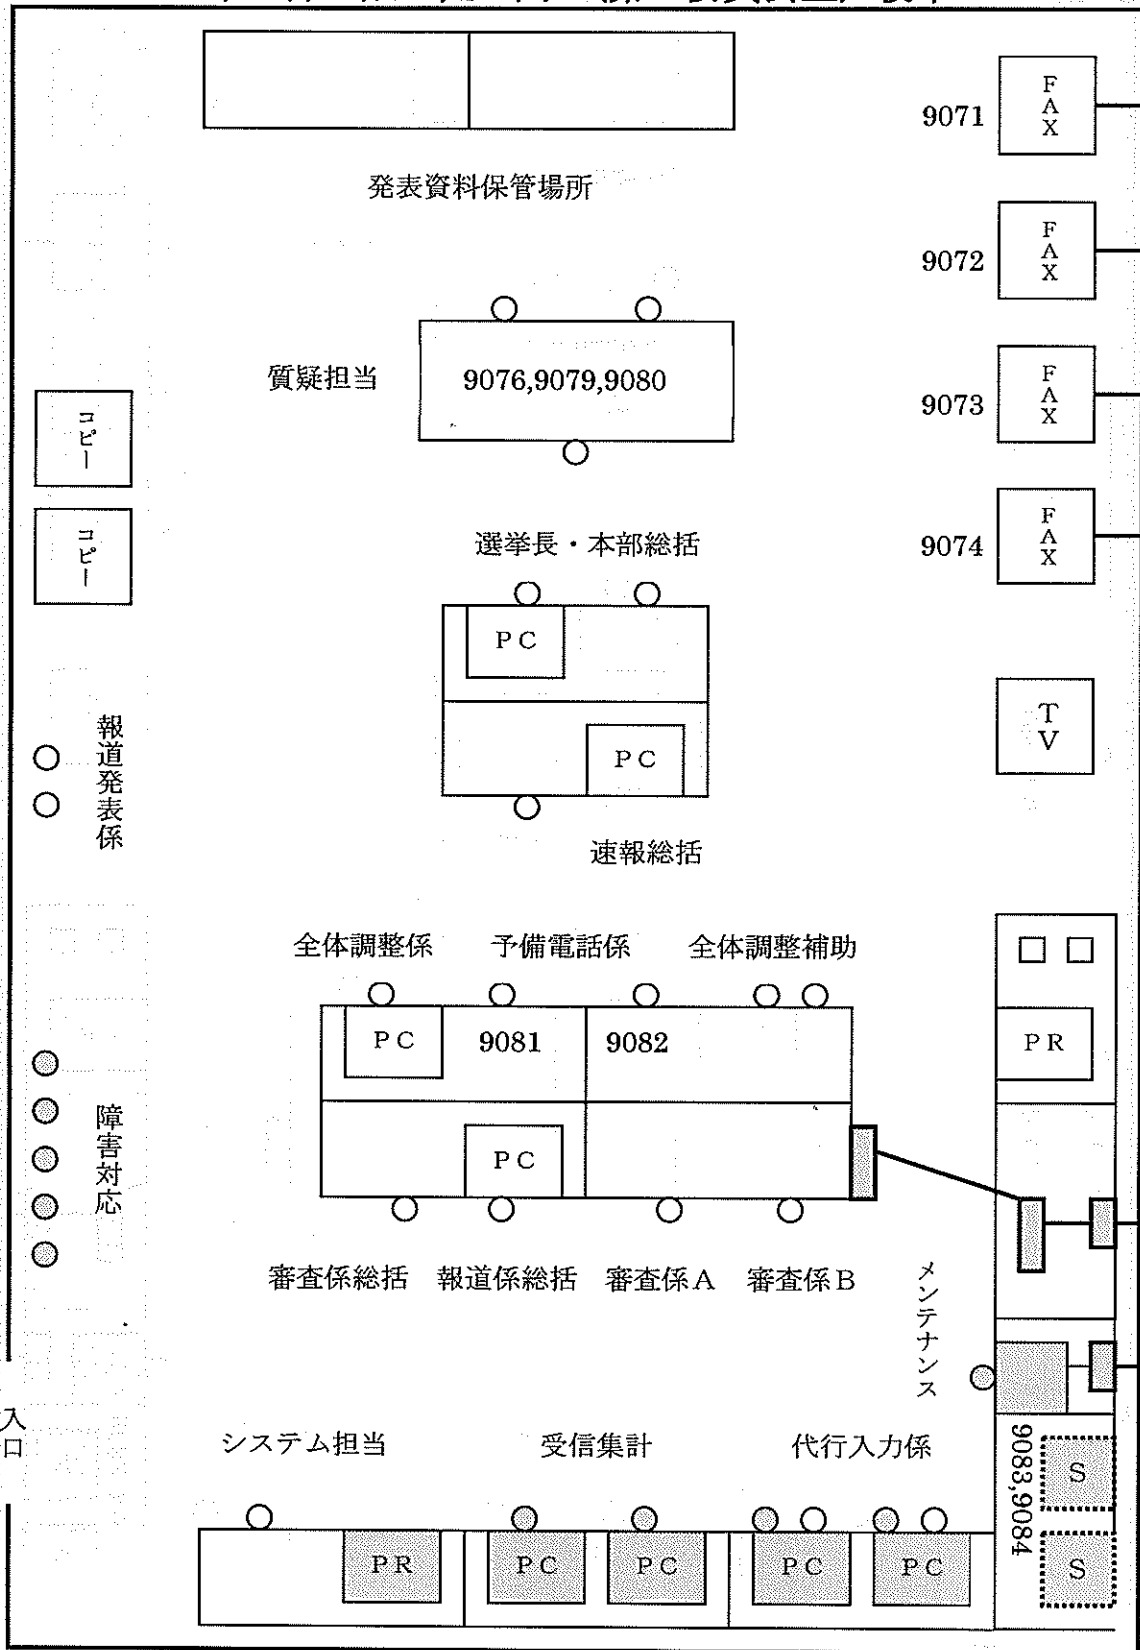 9071
FAX
発表資料保管場所
9072
FAX
質疑担当
9076,9079,9080
9073
FAX
コピー
コピー
選挙長・本部総括
9074
FAX
PC
PC
TV
報道発表係
速報総括
全体調整係
予備電話係
全体調整補助
PC
9081
9082
PR
障害対応
PC
審査係総括
報道係総括
審査係A
審査係B
メンテナンス
入口
システム担当
受信集計
代行入力係
9083,9084
S
S
PR
PC
PC
PC
PC